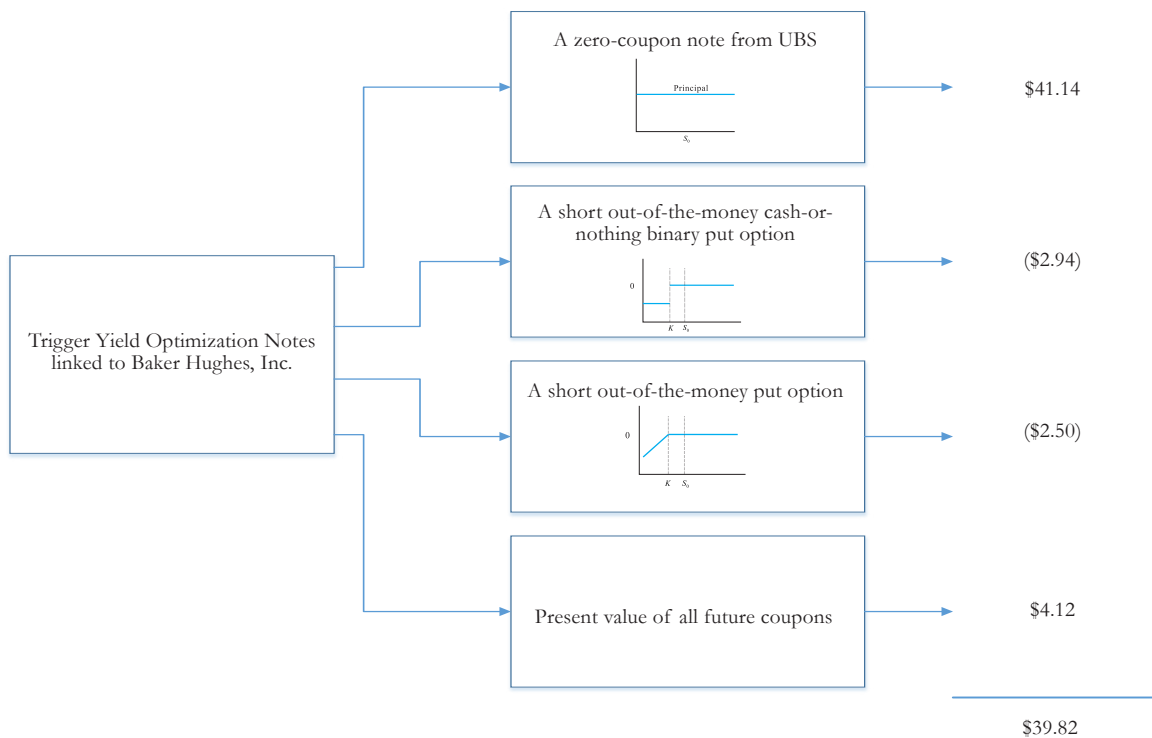 A zero-coupon note from UBS
Principal
S₀
$41.14
A short out-of-the-money cash-or-
nothing binary put option
0
K S₀
($2.94)
Trigger Yield Optimization Notes
linked to Baker Hughes, Inc.
A short out-of-the-money put option
0
K S₀
($2.50)
Present value of all future coupons
$4.12
$39.82